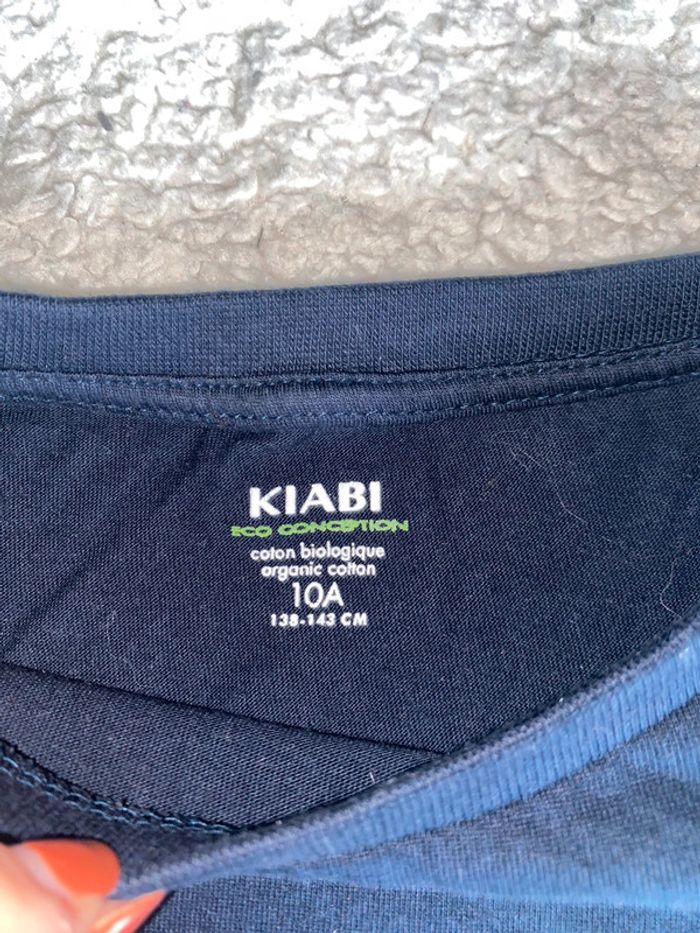 KIABI
ECO CONCEPTION
coton biologique
organic cotton
10A
138-143 CM